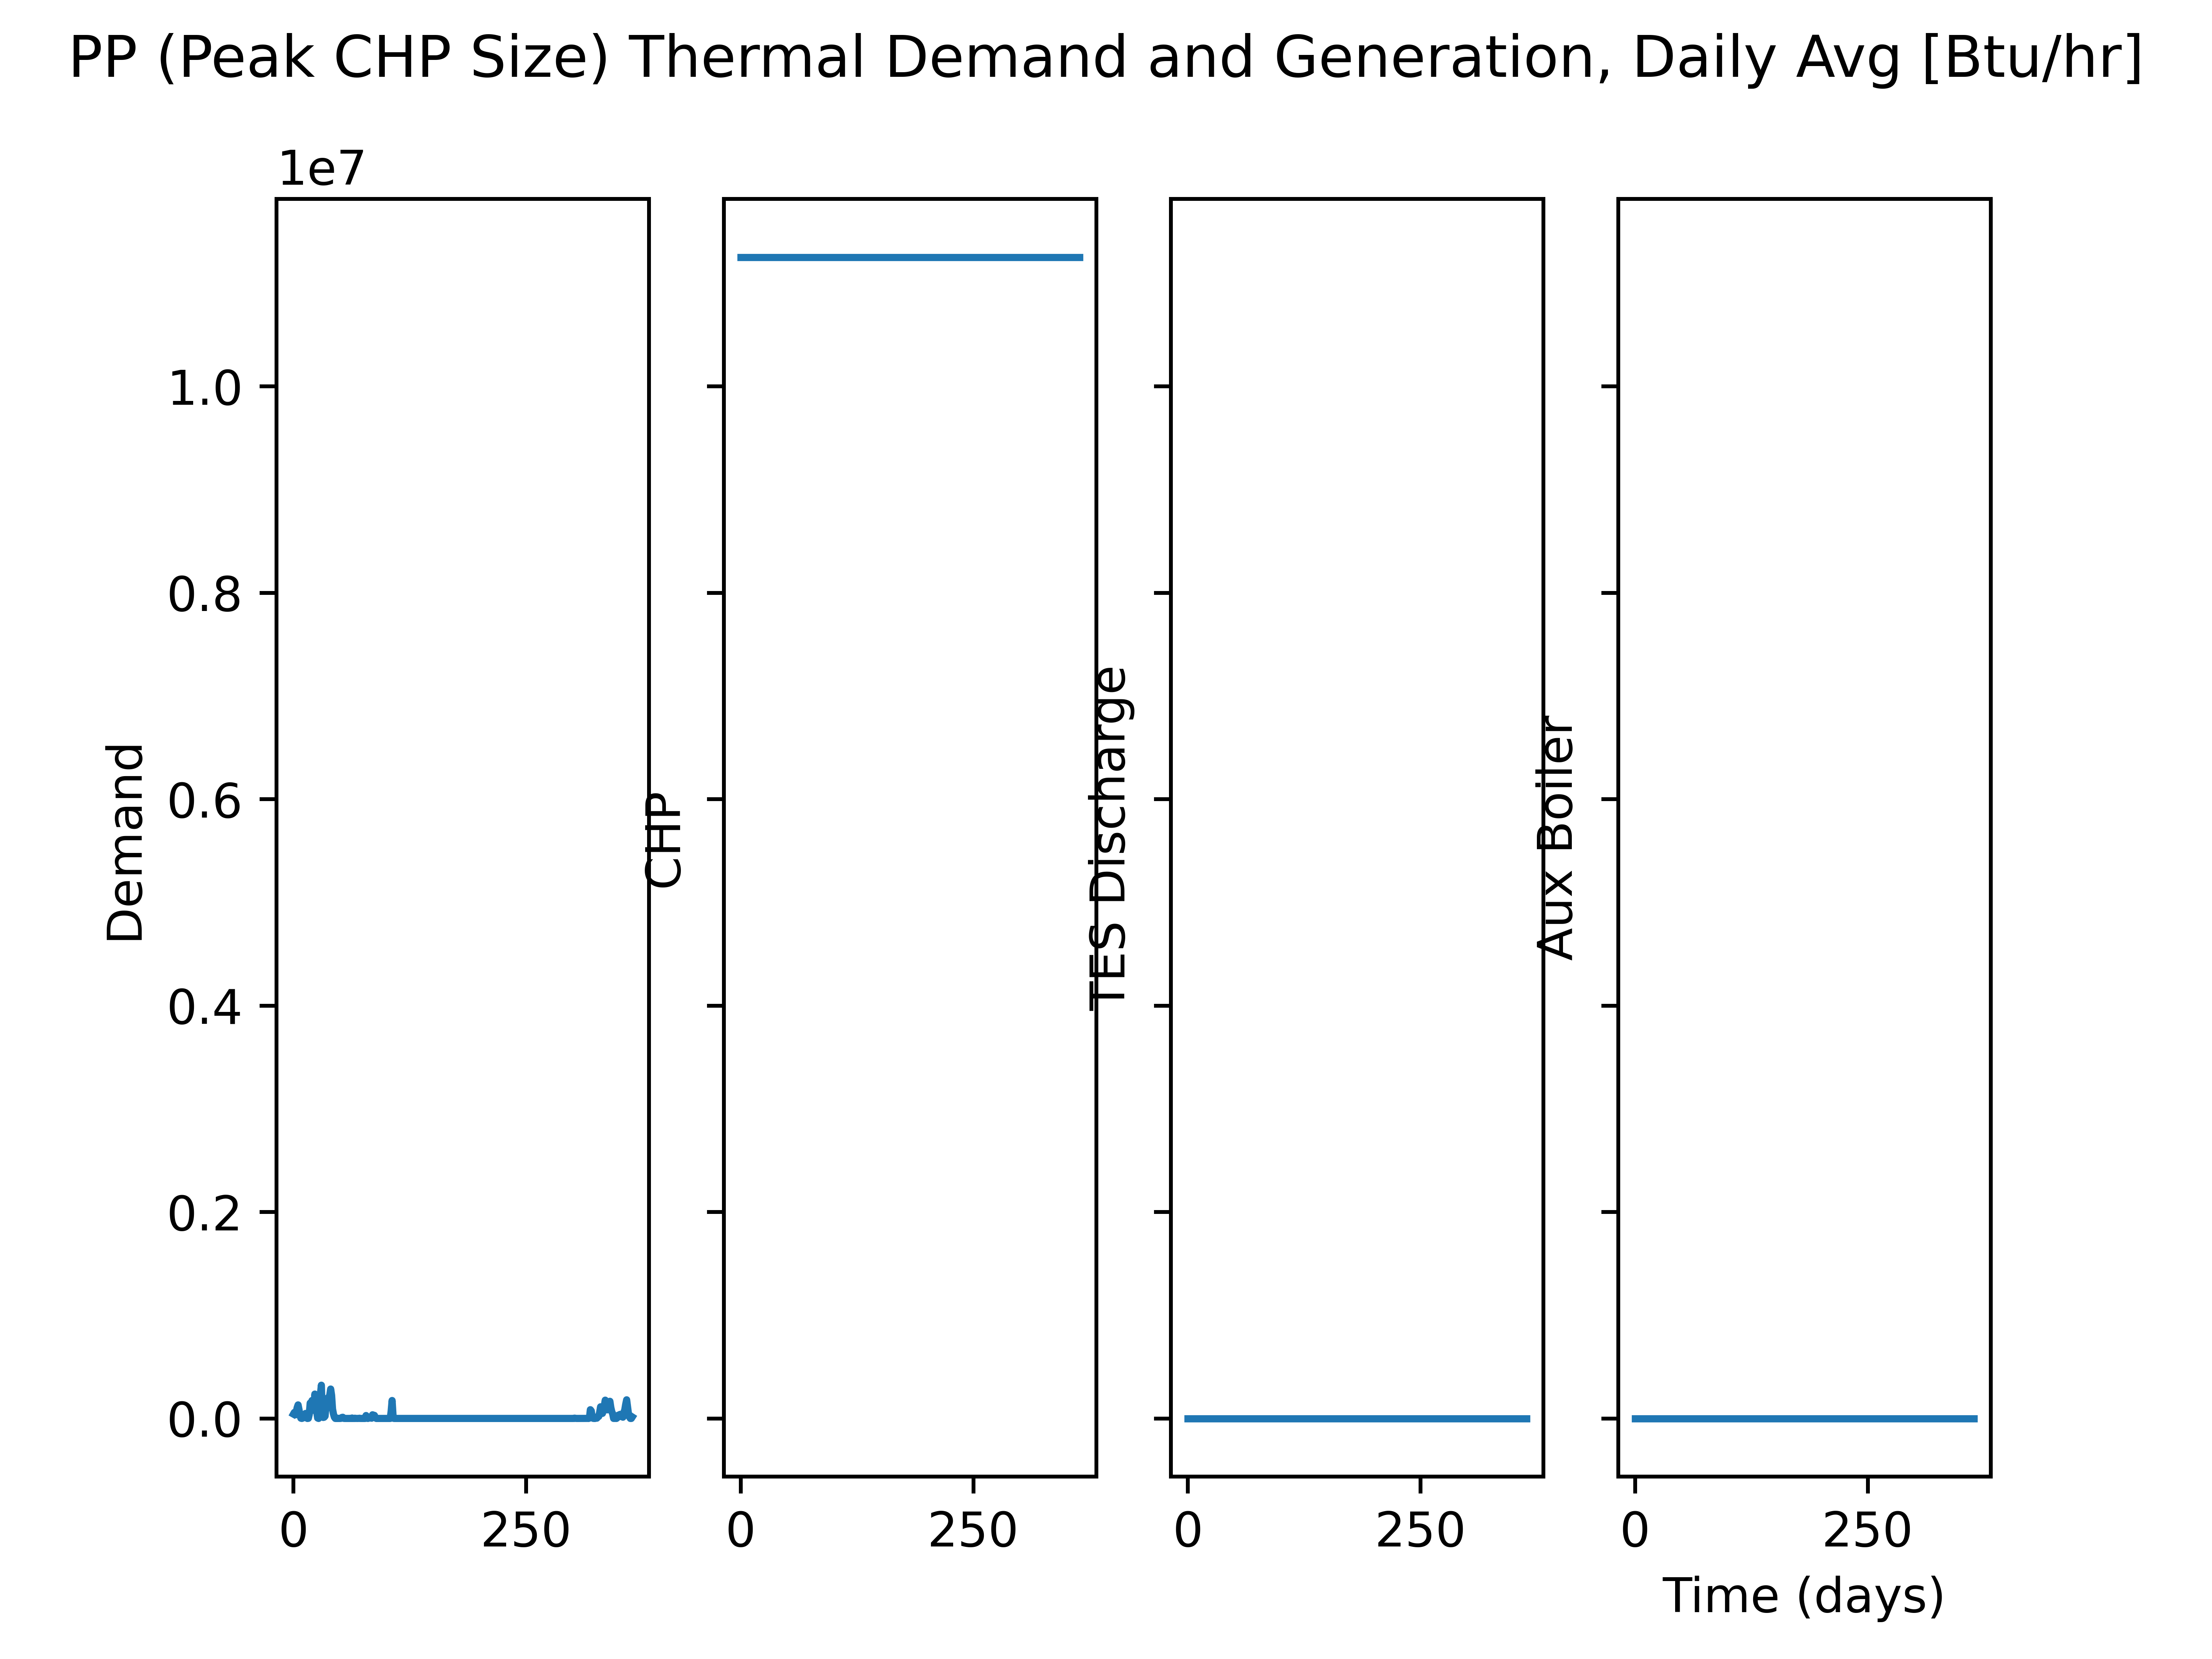 PP (Peak CHP Size) Thermal Demand and Generation, Daily Avg [Btu/hr]
1e7
1.0
0.8
0.6
0.4
0.2
0.0
Demand
CHP
TES Discharge
Aux Boiler
0 250 0 250 0 250 0 250
Time (days)